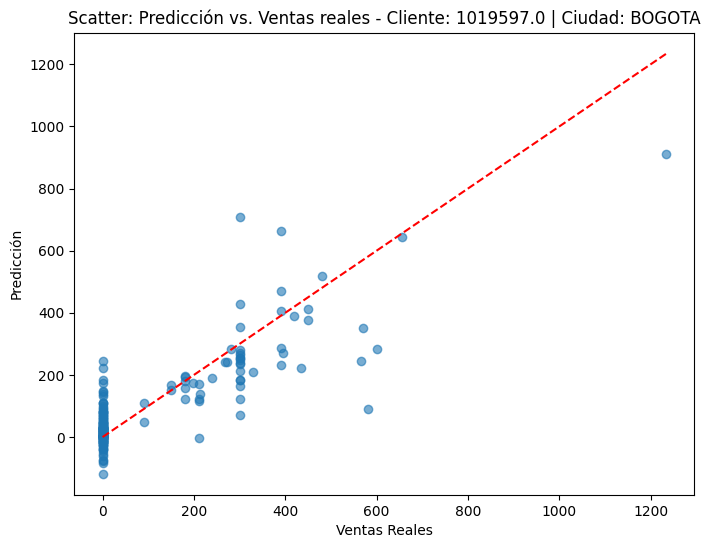 Scatter: Predicción vs. Ventas reales - Cliente: 1019597.0 | Ciudad: BOGOTA
1200
1000
800
600
400
200
0
Predicción
0 200 400 600 800 1000 1200
Ventas Reales